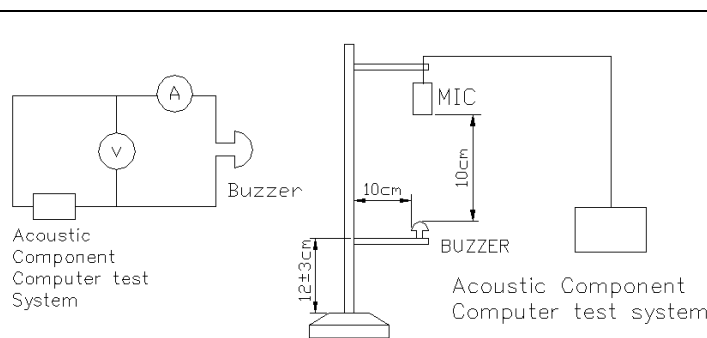 A
V
Buzzer
Acoustic
Component
Computer test
System
MIC
10cm
10cm
BUZZER
12±3cm
Acoustic Component
Computer test system